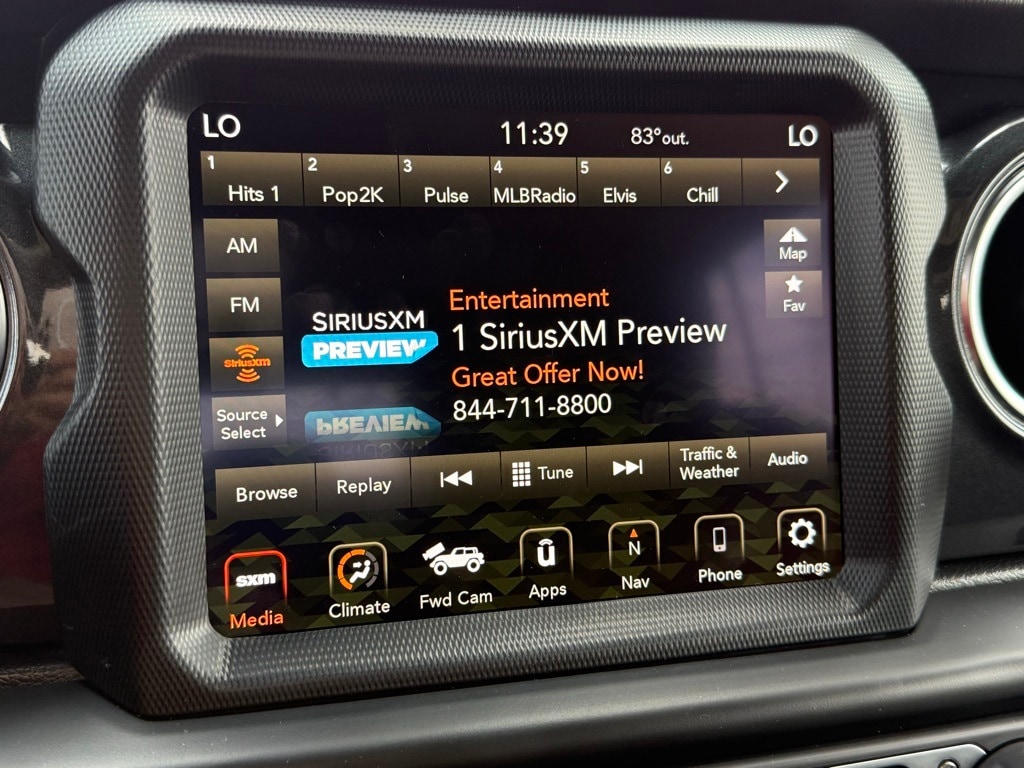 LO 11:39 83°out. LO
1 2 3 4 5 6
Hits 1 Pop2K Pulse MLBRadio Elvis Chill
AM
Map
FM
Fav
SiriusXM
Source
Select
SIRIUSXM
PREVIEW
Entertainment
1 SiriusXM Preview
Great Offer Now!
844-711-8800
Browse Replay Tune Traffic &
Weather Audio
sxm
Media Climate Fwd Cam Apps N
Nav Phone Settings